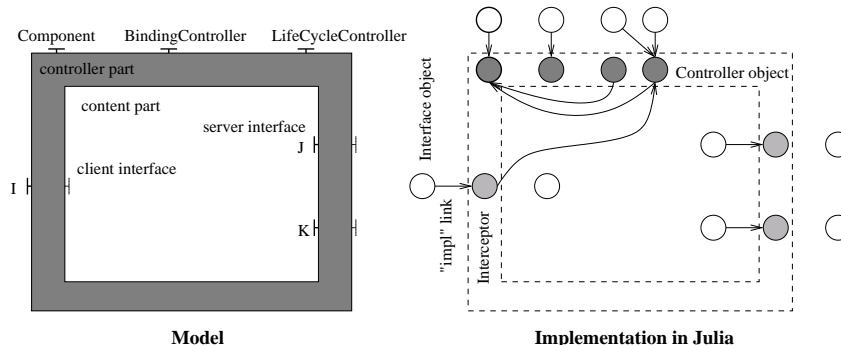 Component BindingController LifeCycleController
controller part
content part
server interface
J
client interface
I
K
Model
Controller object
Interface object
"impl" link
Interceptor
Implementation in Julia